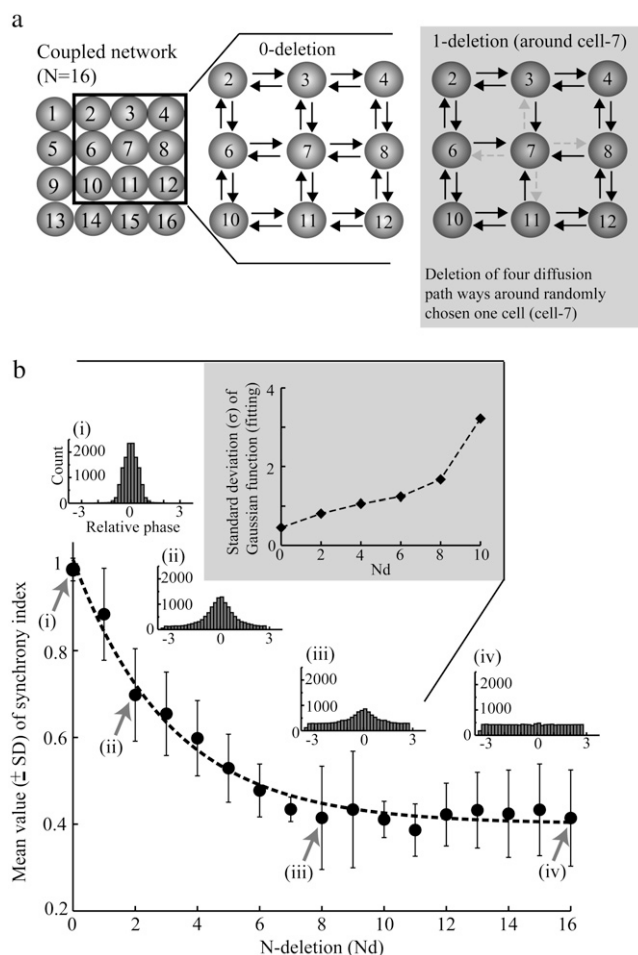 a
Coupled network
(N=16)
0-deletion
1-deletion (around cell-7)
1 2 3 4
5 6 7 8
9 10 11 12
13 14 15 16
2 3 4
6 7 8
10 11 12
2 3 4
6 7 8
10 11 12
Deletion of four diffusion
path ways around randomly
chosen one cell (cell-7)
b
(i)
Count
2000
1000
0
-3 0 3
Relative phase
Standard deviation (σ) of
Gaussian function (fitting)
4
2
0
0 2 4 6 8 10
Nd
(ii)
2000
1000
0
-3 0 3
(iii)
2000
1000
0
-3 0 3
(iv)
2000
1000
0
-3 0 3
Mean value (± SD) of synchrony index
1
0.8
0.6
0.4
0.2
(i)
(ii)
(iii)
(iv)
0 2 4 6 8 10 12 14 16
N-deletion (Nd)